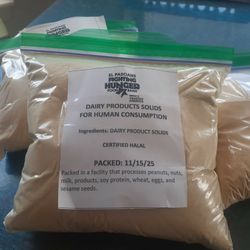 EL PASOANS
FIGHTING
HUNGER
FOOD BANK
DAIRY PRODUCTS SOLIDS
FOR HUMAN CONSUMPTION
Ingredients: DAIRY PRODUCT SOLIDS
CERTIFIED HALAL
PACKED: 11/15/25
Packed in a facility that processes peanuts, nuts,
milk, products, soy protein, wheat, eggs, and
sesame seeds.